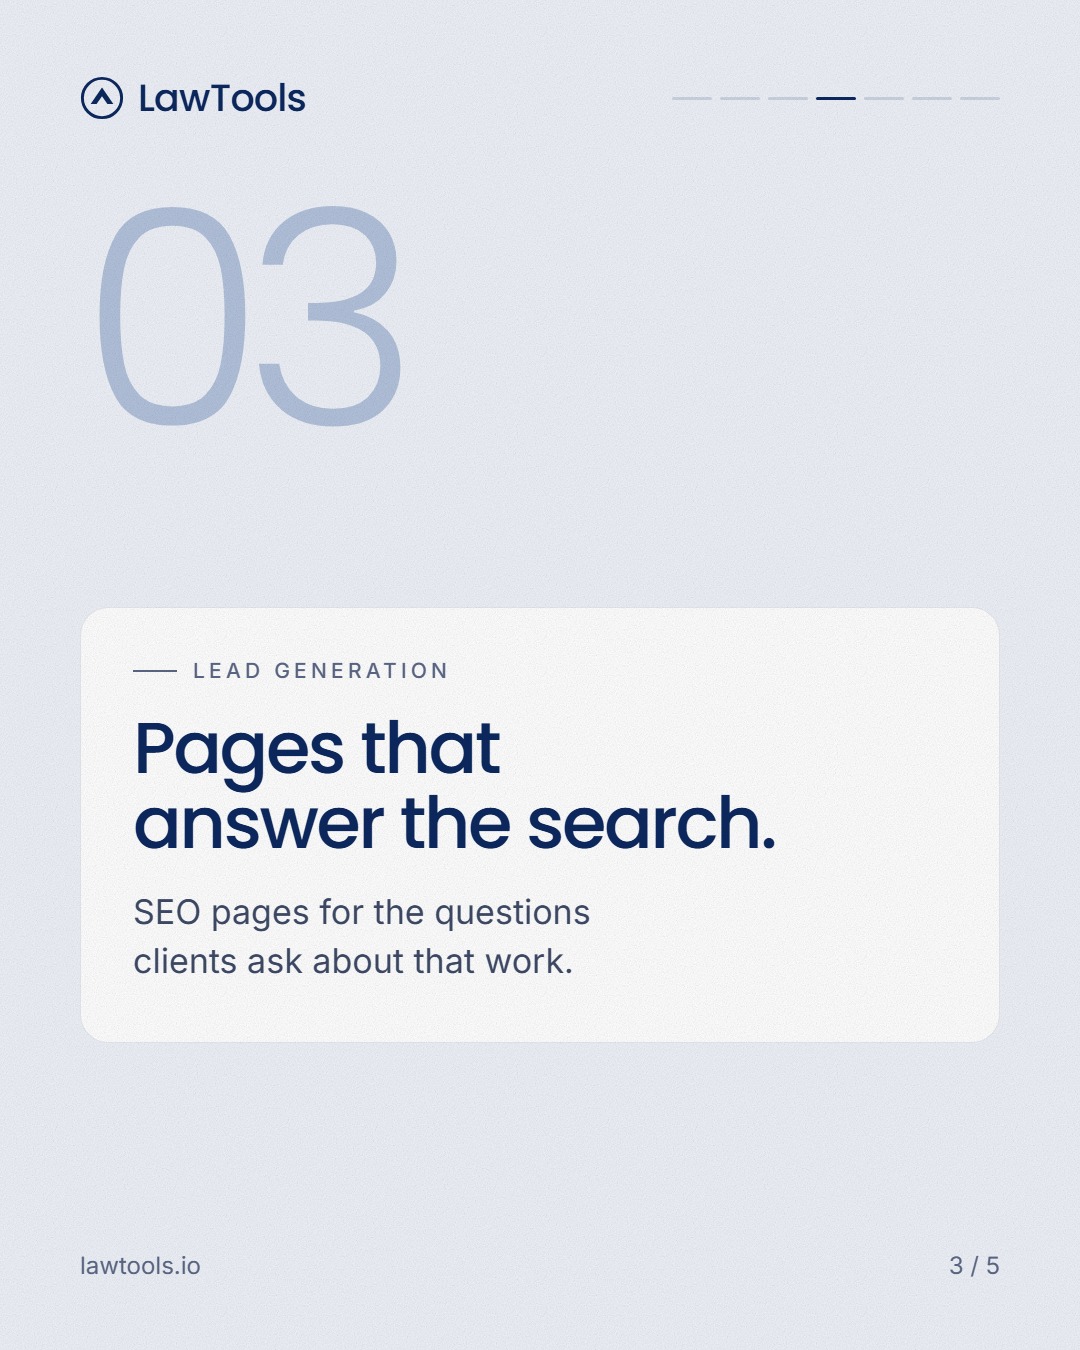 LawTools
03
LEAD GENERATION
Pages that
answer the search.
SEO pages for the questions
clients ask about that work.
lawtools.io
3 / 5